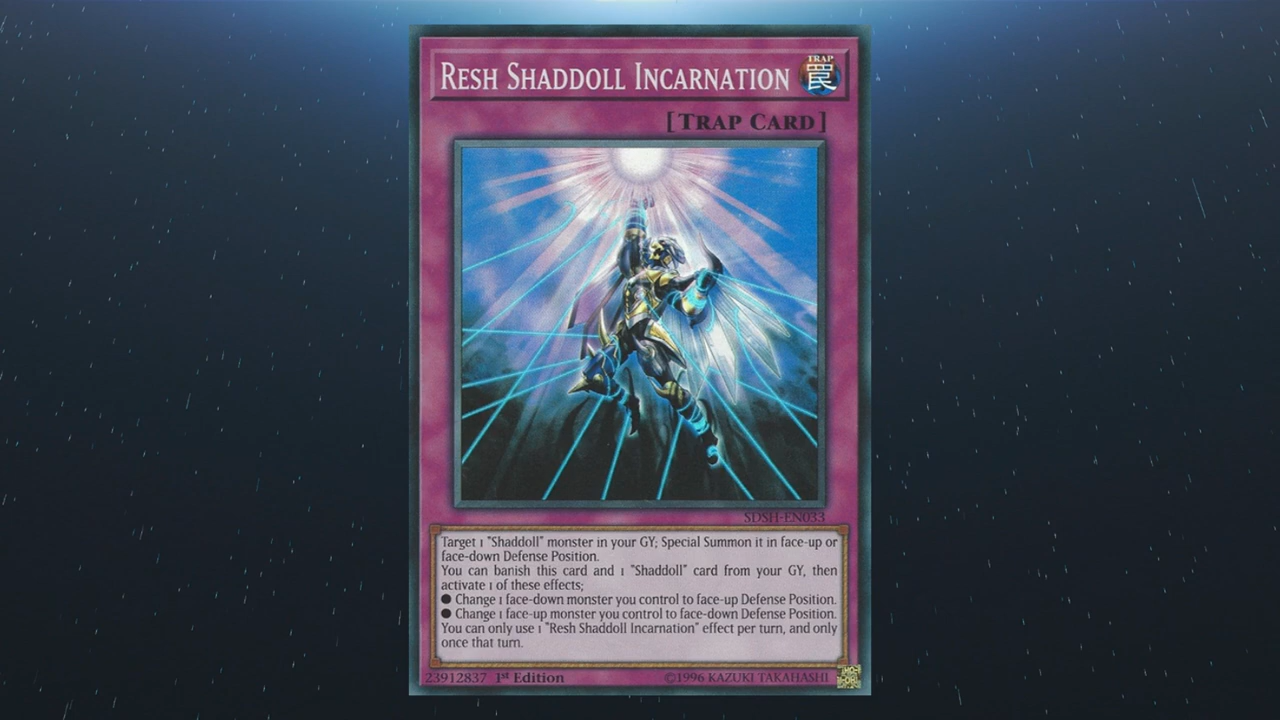 Resh Shaddoll Incarnation
TRAP
罠
[Trap Card]
SDSH-EN033
Target 1 "Shaddoll" monster in your GY; Special Summon it in face-up or
face-down Defense Position.
You can banish this card and 1 "Shaddoll" card from your GY, then
activate 1 of these effects;
● Change 1 face-down monster you control to face-up Defense Position.
● Change 1 face-up monster you control to face-down Defense Position.
You can only use 1 "Resh Shaddoll Incarnation" effect per turn, and only
once that turn.
23912837 1st Edition ©1996 KAZUKI TAKAHASHI